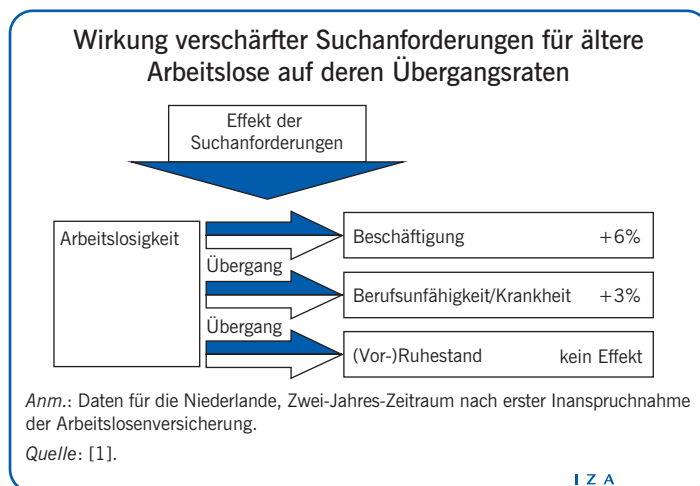 Wirkung verschärfter Suchanforderungen für ältere
Arbeitslose auf deren Übergangsraten
Effekt der
Suchanforderungen
Arbeitslosigkeit
Beschäftigung +6%
Übergang
Berufsunfähigkeit/Krankheit +3%
Übergang
(Vor-)Ruhestand kein Effekt
Anm.: Daten für die Niederlande, Zwei-Jahres-Zeitraum nach erster Inanspruchnahme
der Arbeitslosenversicherung.
Quelle: [1].
I Z A